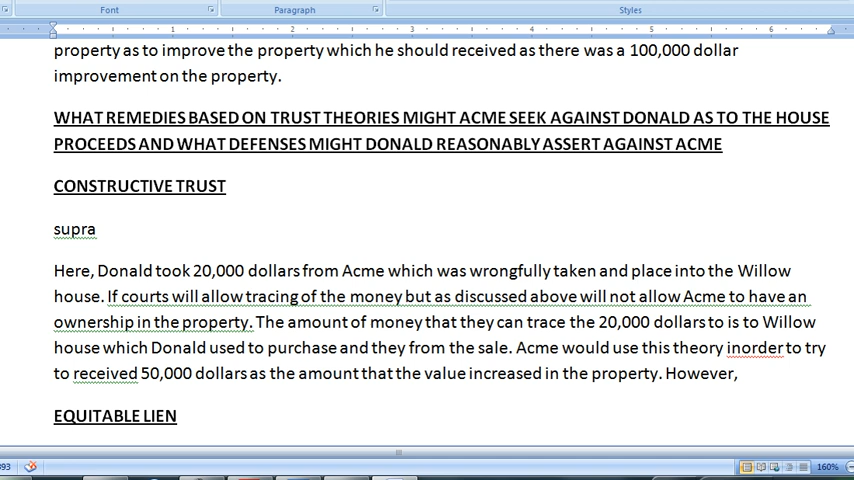 Font Paragraph Styles
1 2 3 4 5 6
property as to improve the property which he should received as there was a 100,000 dollar
improvement on the property.
WHAT REMEDIES BASED ON TRUST THEORIES MIGHT ACME SEEK AGAINST DONALD AS TO THE HOUSE
PROCEEDS AND WHAT DEFENSES MIGHT DONALD REASONABLY ASSERT AGAINST ACME
CONSTRUCTIVE TRUST
supra
Here, Donald took 20,000 dollars from Acme which was wrongfully taken and place into the Willow
house. If courts will allow tracing of the money but as discussed above will not allow Acme to have an
ownership in the property. The amount of money that they can trace the 20,000 dollars to is to Willow
house which Donald used to purchase and they from the sale. Acme would use this theory inorder to try
to received 50,000 dollars as the amount that the value increased in the property. However,
EQUITABLE LIEN
893 160%